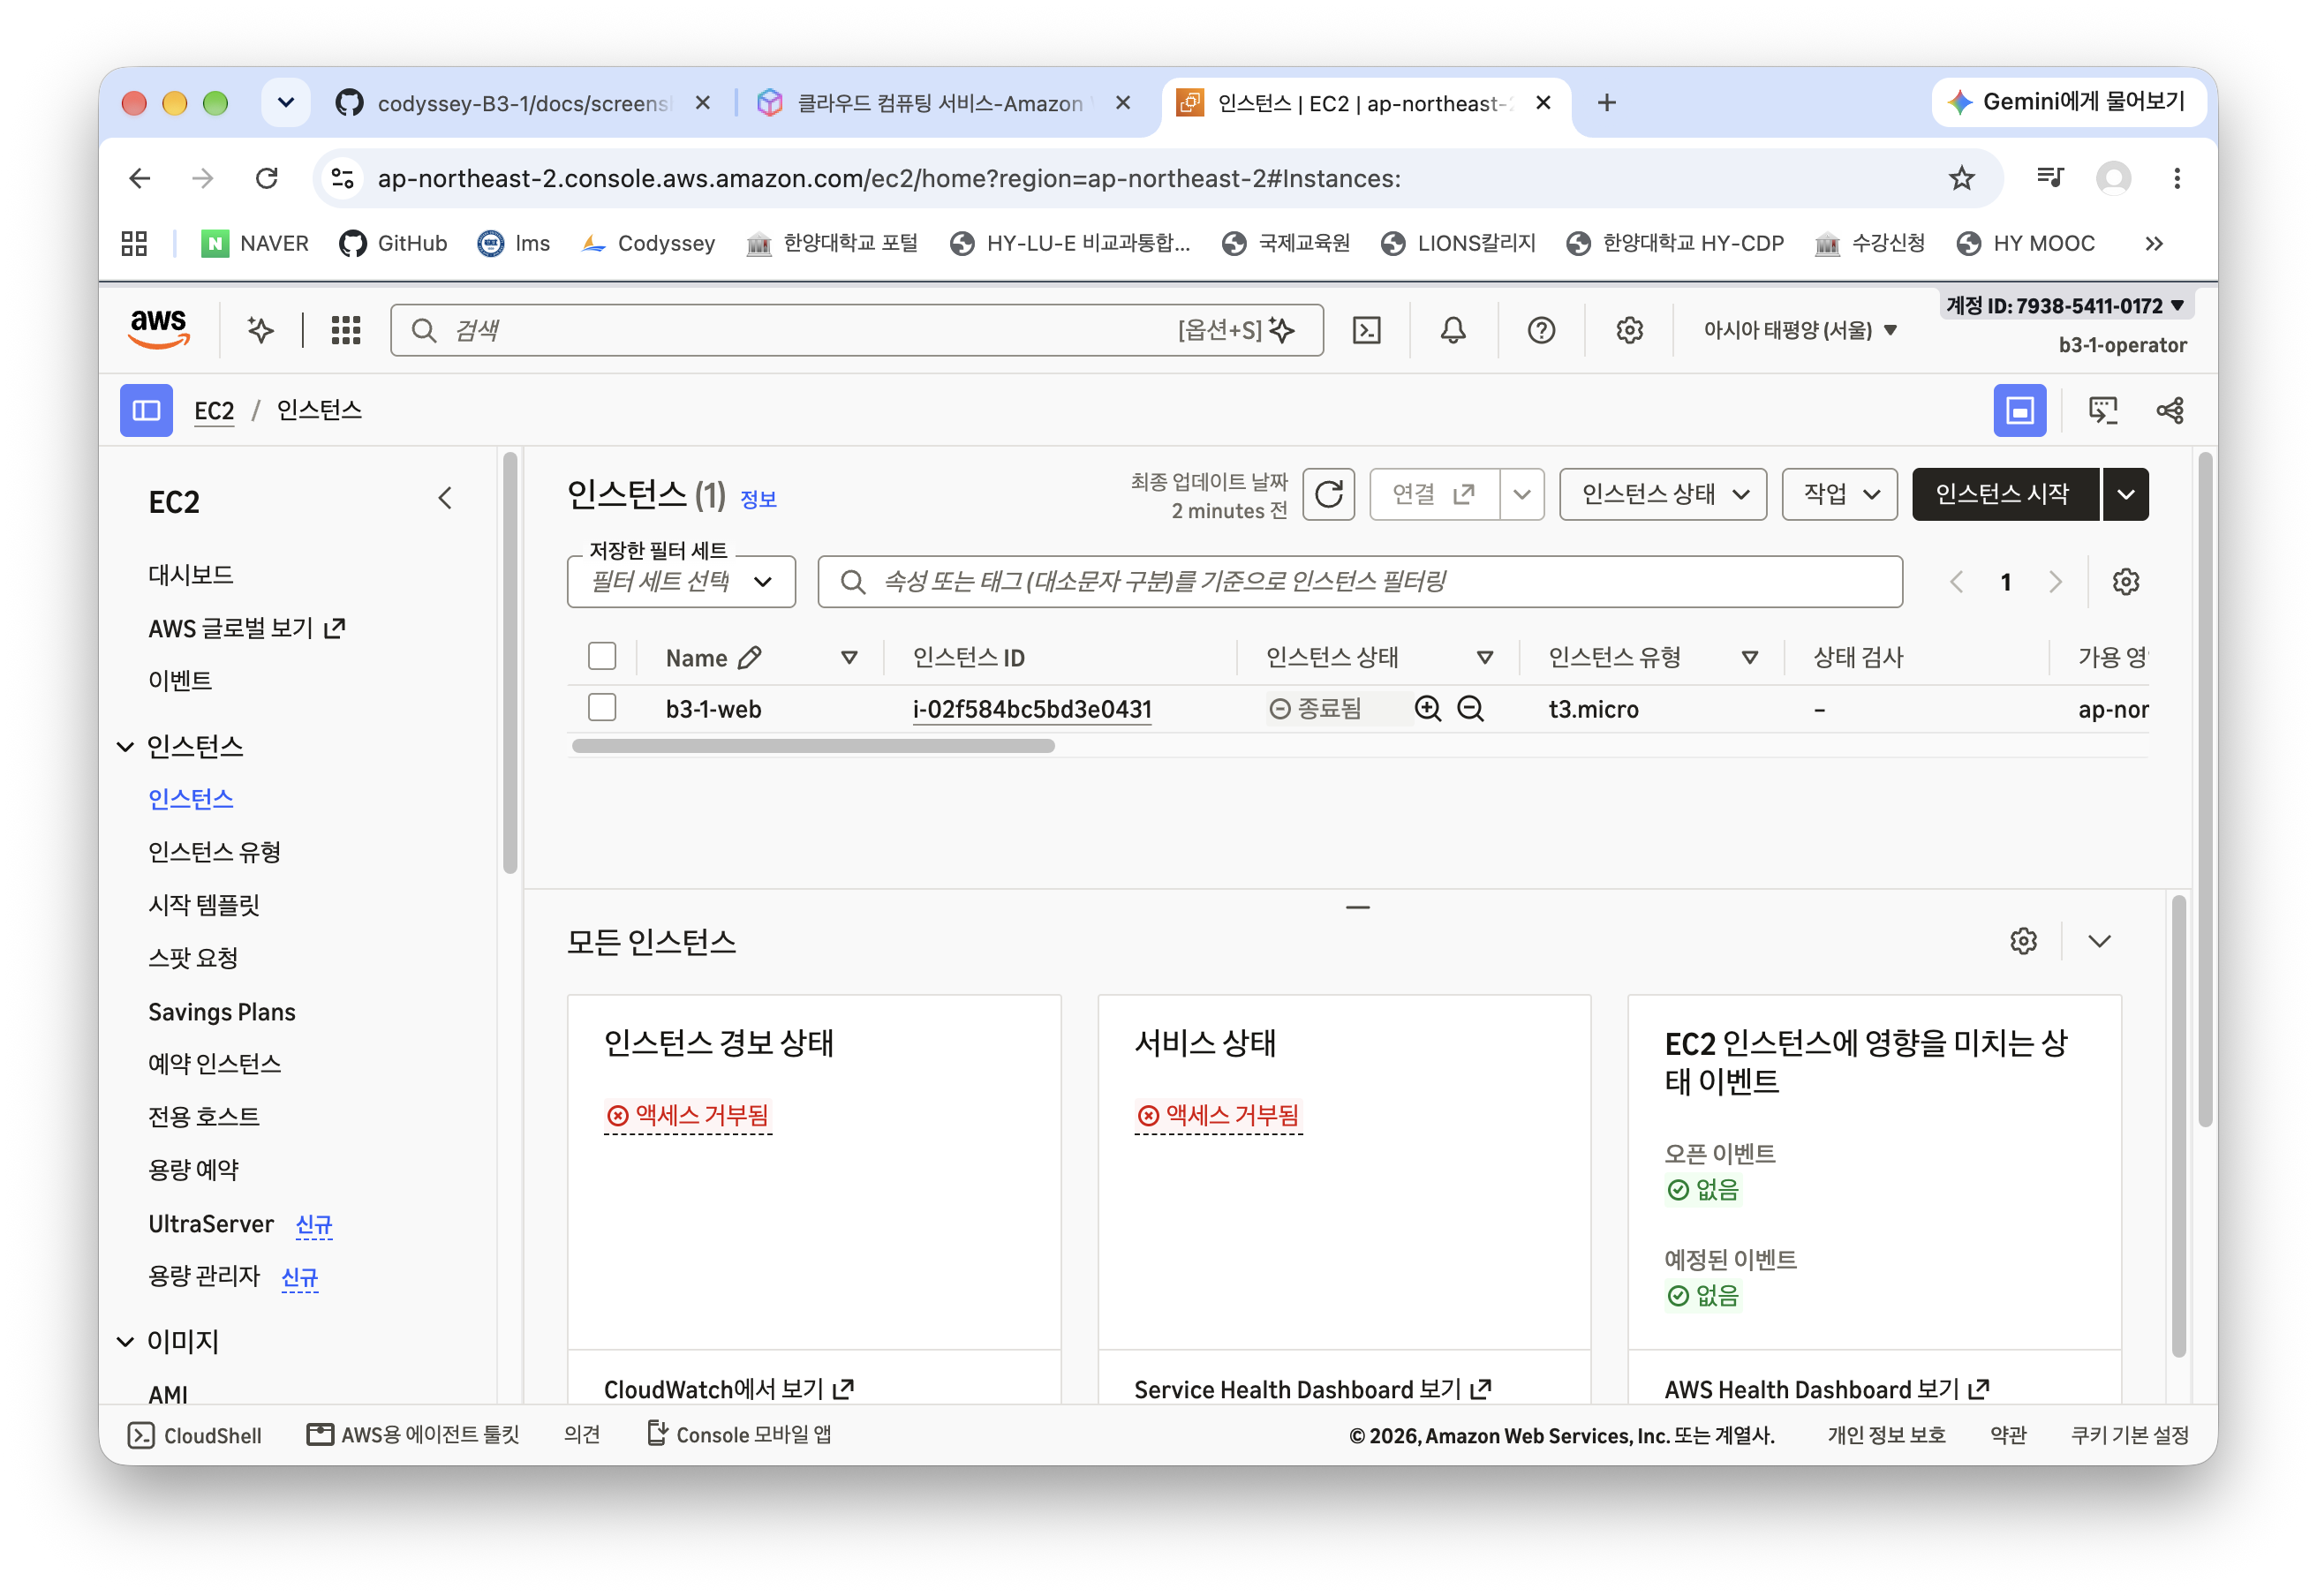 codyssey-B3-1/docs/screens
클라우드 컴퓨팅 서비스-Amazon
인스턴스 | EC2 | ap-northeast-2
Gemini에게 물어보기
ap-northeast-2.console.aws.amazon.com/ec2/home?region=ap-northeast-2#Instances:
NAVER
GitHub
lms
Codyssey
한양대학교 포털
HY-LU-E 비교과통합...
국제교육원
LIONS칼리지
한양대학교 HY-CDP
수강신청
HY MOOC
aws
검색
[옵션+S]
아시아 태평양 (서울)
계정 ID: 7938-5411-0172
b3-1-operator
EC2 / 인스턴스
EC2
대시보드
AWS 글로벌 보기
이벤트
인스턴스
인스턴스
인스턴스 유형
시작 템플릿
스팟 요청
Savings Plans
예약 인스턴스
전용 호스트
용량 예약
UltraServer 신규
용량 관리자 신규
이미지
AMI
인스턴스 (1) 정보
최종 업데이트 날짜
2 minutes 전
연결
인스턴스 상태
작업
인스턴스 시작
저장한 필터 세트
필터 세트 선택
속성 또는 태그 (대소문자 구분)를 기준으로 인스턴스 필터링
1
Name 인스턴스 ID 인스턴스 상태 인스턴스 유형 상태 검사 가용 영
b3-1-web i-02f584bc5bd3e0431 종료됨 t3.micro – ap-nor
모든 인스턴스
인스턴스 경보 상태
액세스 거부됨
CloudWatch에서 보기
서비스 상태
액세스 거부됨
Service Health Dashboard 보기
EC2 인스턴스에 영향을 미치는 상
태 이벤트
오픈 이벤트
없음
예정된 이벤트
없음
AWS Health Dashboard 보기
CloudShell
AWS용 에이전트 툴킷
의견
Console 모바일 앱
© 2026, Amazon Web Services, Inc. 또는 계열사.
개인 정보 보호
약관
쿠키 기본 설정